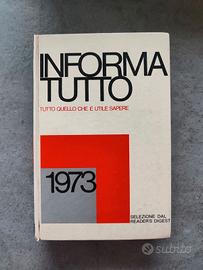 INFORMA
TUTTO
TUTTO QUELLO CHE È UTILE SAPERE
1973
SELEZIONE DAL
READER'S DIGEST
subito